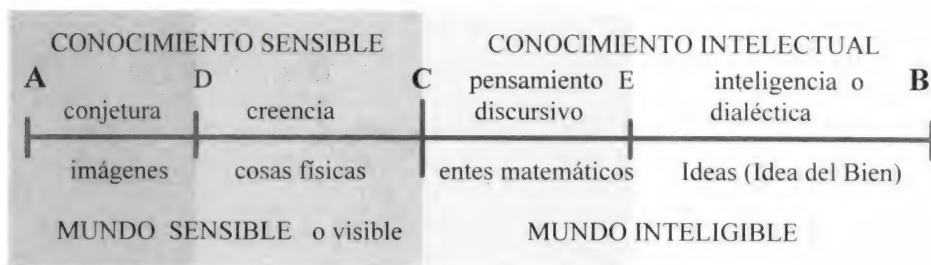 CONOCIMIENTO SENSIBLE CONOCIMIENTO INTELECTUAL
A D C pensamiento E inteligencia o B
conjetura creencia discursivo dialéctica
imágenes cosas físicas entes matemáticos Ideas (Idea del Bien)
MUNDO SENSIBLE o visible MUNDO INTELIGIBLE